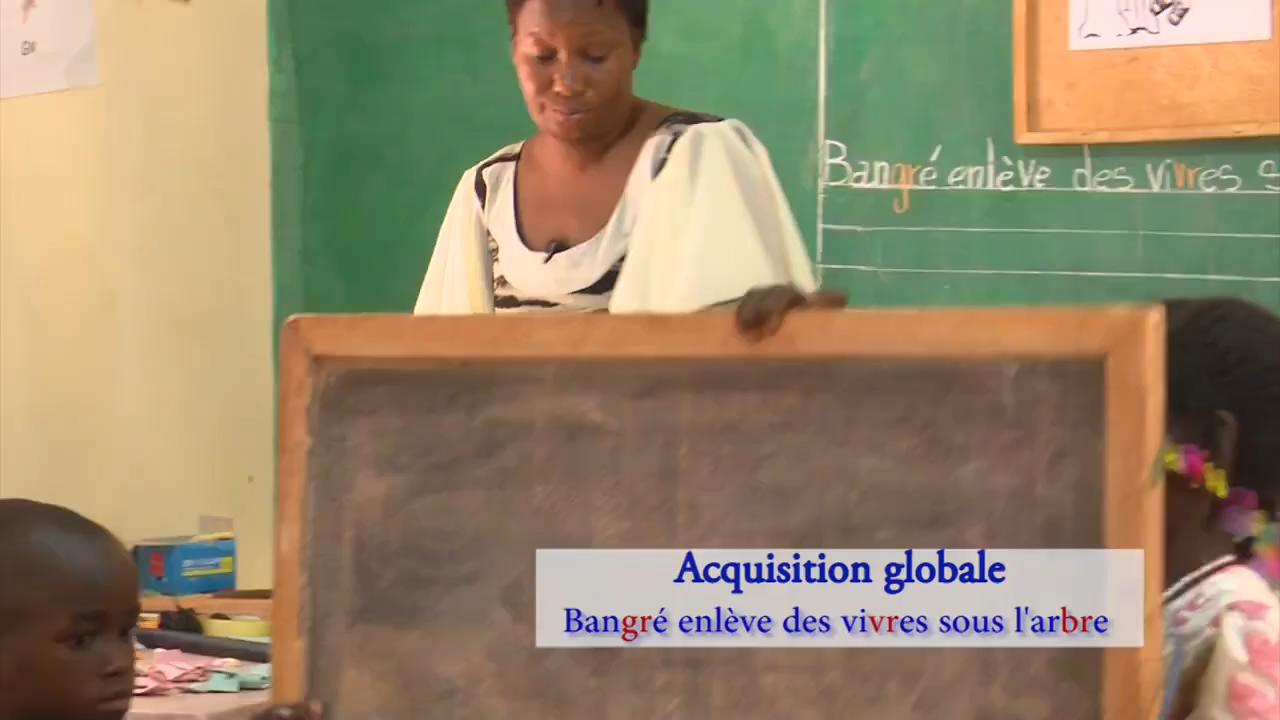 Bangré enlève des vivres s
Acquisition globale
Bangré enlève des vivres sous l'arbre